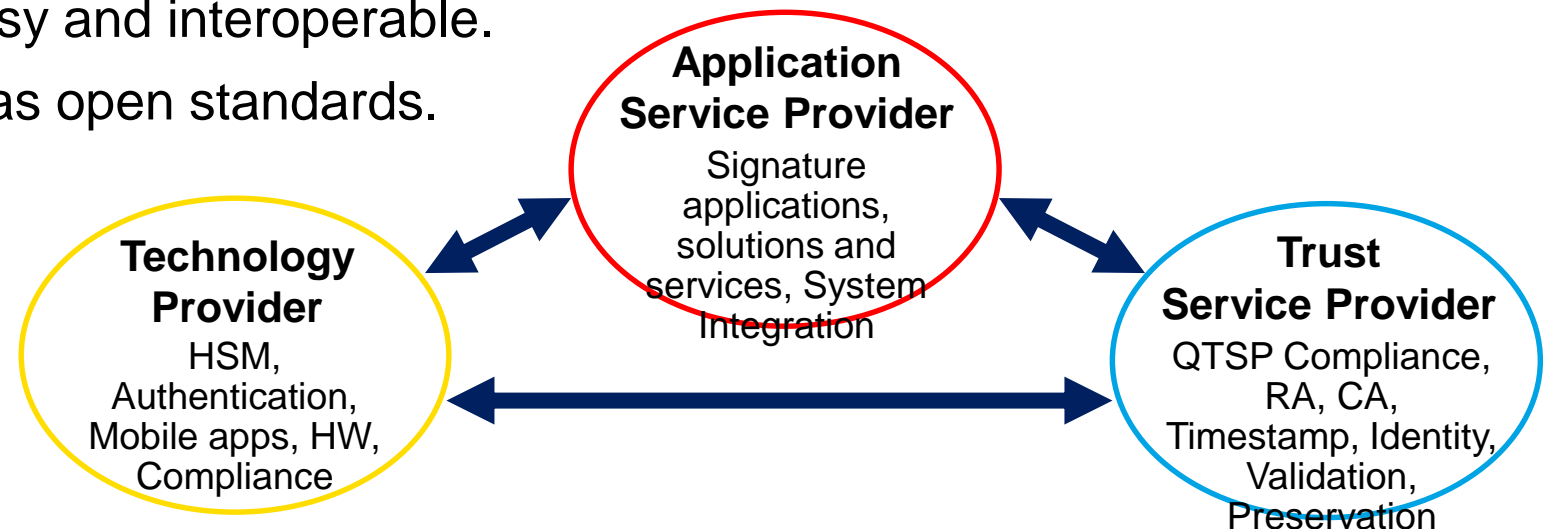 sy and interoperable.
as open standards.
Application
Service Provider
Signature
applications,
solutions and
services, System
Integration
Technology
Provider
HSM,
Authentication,
Mobile apps, HW,
Compliance
Trust
Service Provider
QTSP Compliance,
RA, CA,
Timestamp, Identity,
Validation,
Preservation